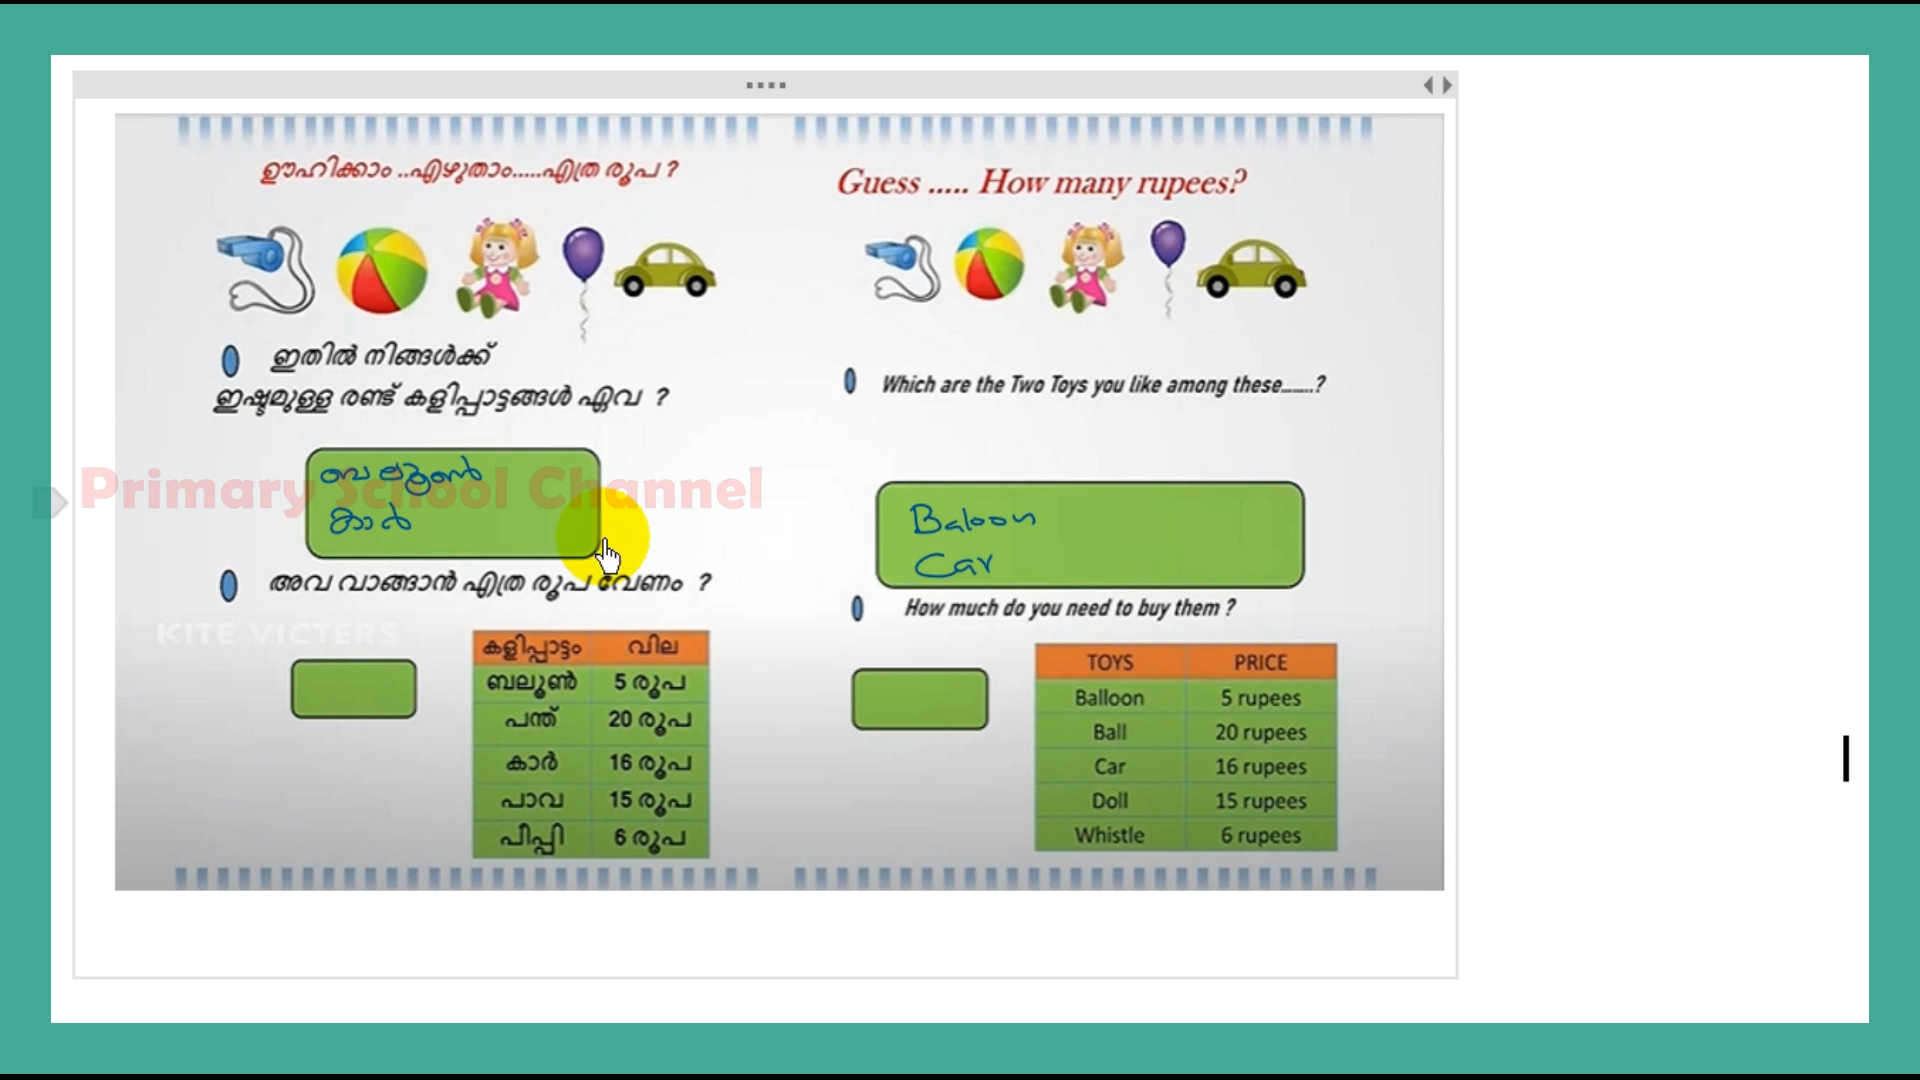 ഊഹിക്കാം ..എഴുതാം.....എത്ര രൂപ ?
ഇതിൽ നിങ്ങൾക്ക്
ഇഷ്ടമുള്ള രണ്ട് കളിപ്പാട്ടങ്ങൾ ഏവ ?
ബലൂൺ
കാർ
Primary School Channel
അവ വാങ്ങാൻ എത്ര രൂപ വേണം ?
KITE VICTERS
കളിപ്പാട്ടം വില
ബലൂൺ 5 രൂപ
പന്ത് 20 രൂപ
കാർ 16 രൂപ
പാവ 15 രൂപ
പീപ്പി 6 രൂപ
Guess ..... How many rupees?
Which are the Two Toys you like among these.......?
Baloon
Car
How much do you need to buy them ?
TOYS PRICE
Balloon 5 rupees
Ball 20 rupees
Car 16 rupees
Doll 15 rupees
Whistle 6 rupees